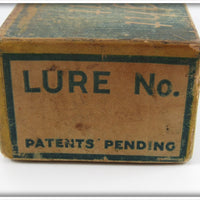 LURE No.
PATENTS PENDING